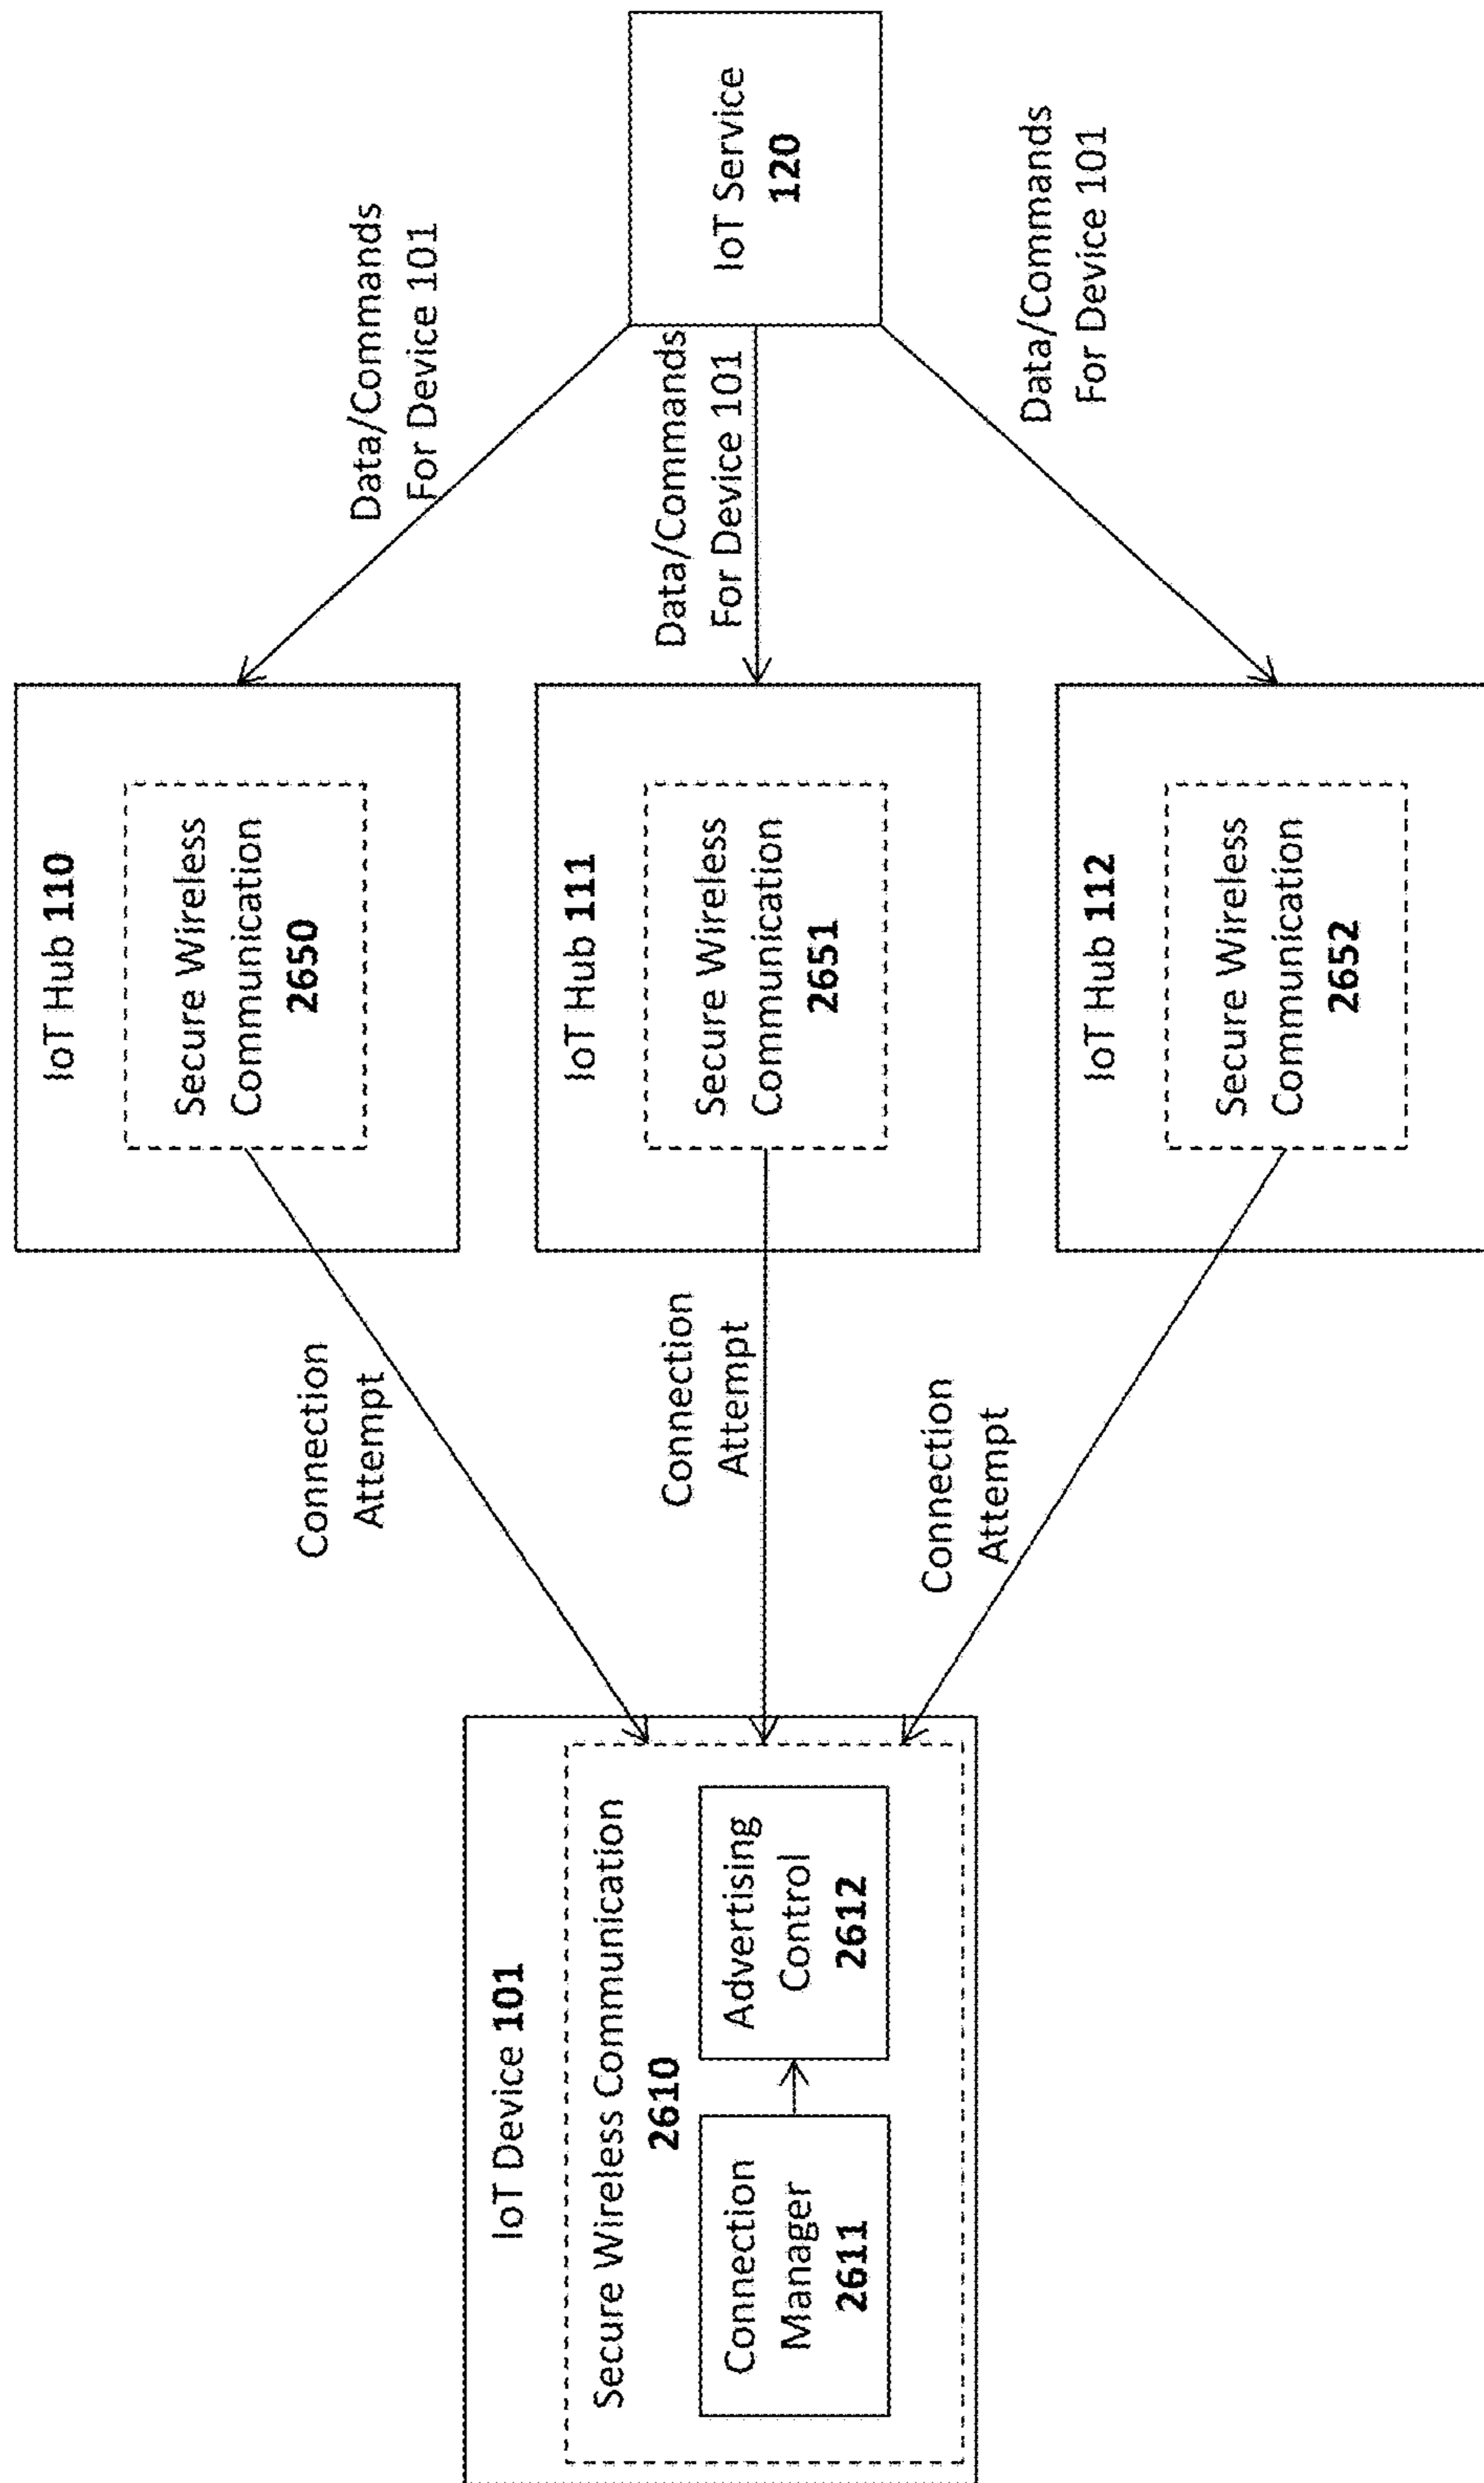 IoT Device 101
Secure Wireless Communication
2610
Connection
Manager
2611
Advertising
Control
2612
Connection
Attempt
Connection
Attempt
Connection
Attempt
IoT Hub 110
Secure Wireless
Communication
2650
IoT Hub 111
Secure Wireless
Communication
2651
IoT Hub 112
Secure Wireless
Communication
2652
Data/Commands
For Device 101
Data/Commands
For Device 101
Data/Commands
For Device 101
IoT Service
120